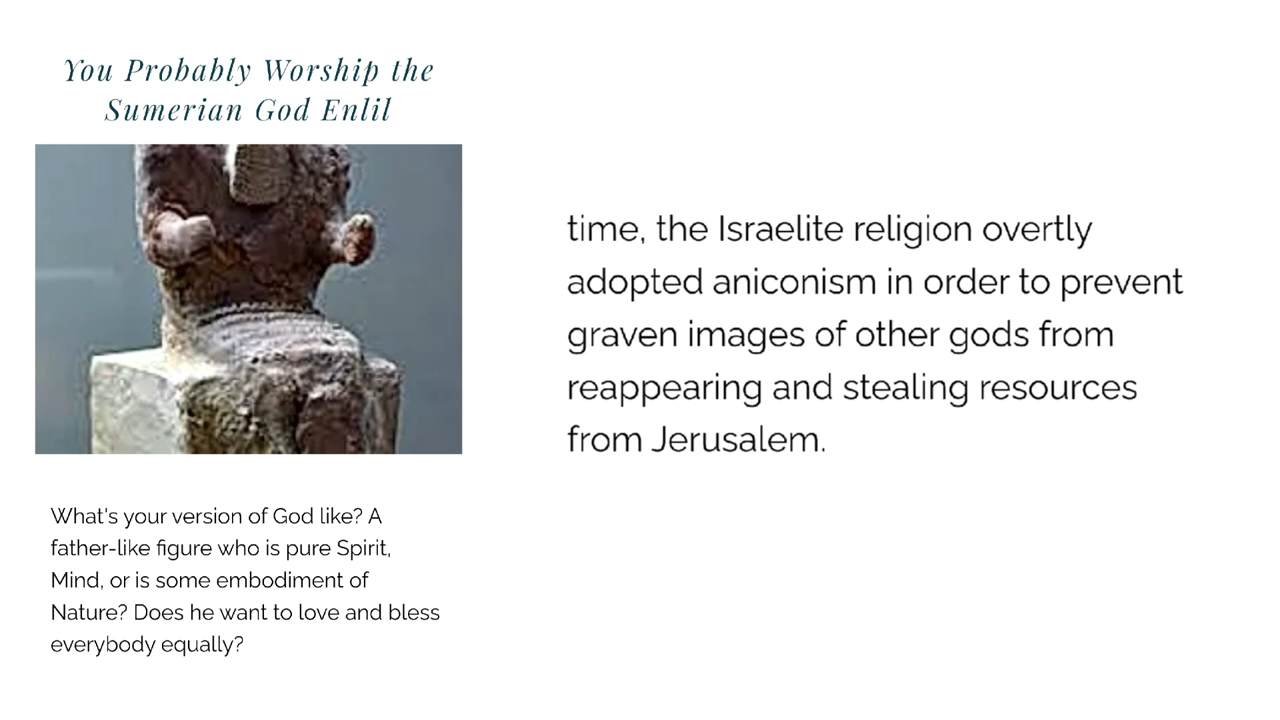 You Probably Worship the
Sumerian God Enlil
What's your version of God like? A
father-like figure who is pure Spirit,
Mind, or is some embodiment of
Nature? Does he want to love and bless
everybody equally?
time, the Israelite religion overtly
adopted aniconism in order to prevent
graven images of other gods from
reappearing and stealing resources
from Jerusalem.